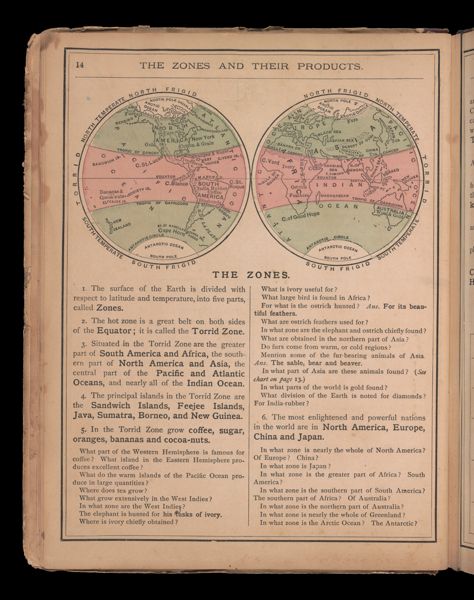 14
THE ZONES AND THEIR PRODUCTS.
NORTH FRIGID
NORTH TEMPERATE
TORRID
SOUTH TEMPERATE
SOUTH FRIGID
NORTH FRIGID
NORTH TEMPERATE
TORRID
SOUTH TEMPERATE
SOUTH FRIGID
New York
EQUATOR
SOUTH
AMERICA
NEW
ZEALAND
Cape Horn
ANTARCTIC CIRCLE
ANTARCTIC OCEAN
SOUTH POLE
EUROPE
C. Verd
INDIAN
OCEAN
C. of Good Hope
AUSTRALIA
ANTARCTIC CIRCLE
ANTARCTIC OCEAN
SOUTH POLE
THE ZONES.
1. The surface of the Earth is divided with
respect to latitude and temperature, into five parts,
called Zones.
2. The hot zone is a great belt on both sides
of the Equator; it is called the Torrid Zone.
3. Situated in the Torrid Zone are the greater
part of South America and Africa, the south-
ern part of North America and Asia, the
central part of the Pacific and Atlantic
Oceans, and nearly all of the Indian Ocean.
4. The principal islands in the Torrid Zone are
the Sandwich Islands, Feejee Islands,
Java, Sumatra, Borneo, and New Guinea.
5. In the Torrid Zone grow coffee, sugar,
oranges, bananas and cocoa-nuts.
What part of the Western Hemisphere is famous for
coffee? What island in the Eastern Hemisphere pro-
duces excellent coffee?
What do the warm islands of the Pacific Ocean pro-
duce in large quantities?
Where does tea grow?
What grow extensively in the West Indies?
In what zone are the West Indies?
The elephant is hunted for his tusks of ivory.
Where is ivory chiefly obtained?
What is ivory useful for?
What large bird is found in Africa?
For what is the ostrich hunted? Ans. For its beau-
tiful feathers.
What are ostrich feathers used for?
In what zone are the elephant and ostrich chiefly found?
What are obtained in the northern part of Asia?
Do furs come from warm, or cold regions?
Mention some of the fur-bearing animals of Asia.
Ans. The sable, bear and beaver.
In what part of Asia are these animals found? (See
chart on page 15.)
In what parts of the world is gold found?
What division of the Earth is noted for diamonds?
For India-rubber?
6. The most enlightened and powerful nations
in the world are in North America, Europe,
China and Japan.
In what zone is nearly the whole of North America?
Of Europe? China?
In what zone is Japan?
In what zone is the greater part of Africa? South
America?
In what zone is the southern part of South America?
The southern part of Africa? Of Australia?
In what zone is the northern part of Australia?
In what zone is nearly the whole of Greenland?
In what zone is the Arctic Ocean? The Antarctic?